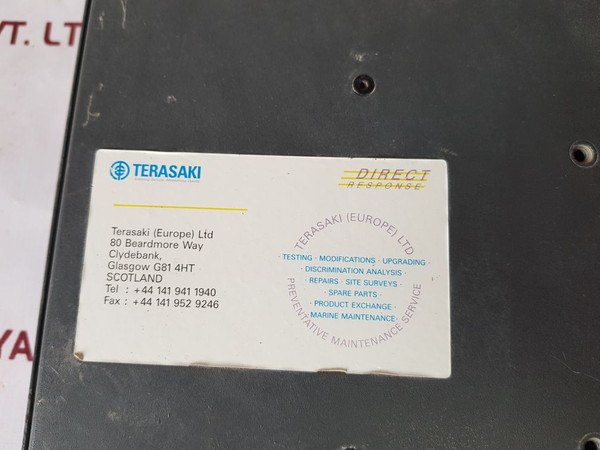 VT. LT
YA
TERASAKI
DIRECT
RESPONSE
Terasaki (Europe) Ltd
80 Beardmore Way
Clydebank,
Glasgow G81 4HT
SCOTLAND
Tel : +44 141 941 1940
Fax : +44 141 952 9246
TERASAKI (EUROPE) LTD
· TESTING · MODIFICATIONS · UPGRADING ·
· DISCRIMINATION ANALYSIS ·
· REPAIRS · SITE SURVEYS ·
· SPARE PARTS ·
· PRODUCT EXCHANGE ·
· MARINE MAINTENANCE ·
PREVENTATIVE MAINTENANCE SERVICE